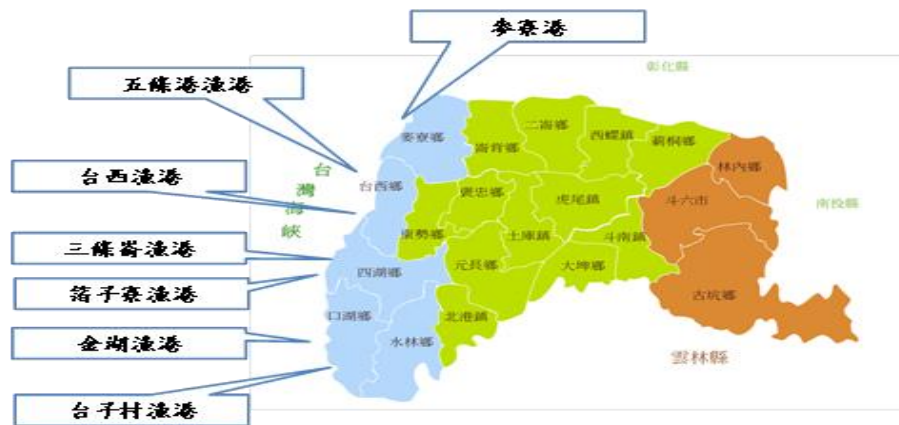 麥寮港
五條港漁港
台西漁港
三條崙漁港
箔子寮漁港
金湖漁港
台子村漁港
彰化縣
南投縣
雲林縣
台灣海峽
麥寮鄉
崙背鄉
二崙鄉
西螺鎮
莿桐鄉
林內鄉
台西鄉
東勢鄉
褒忠鄉
虎尾鎮
土庫鎮
斗南鎮
斗六市
四湖鄉
元長鄉
大埤鄉
古坑鄉
口湖鄉
水林鄉
北港鎮